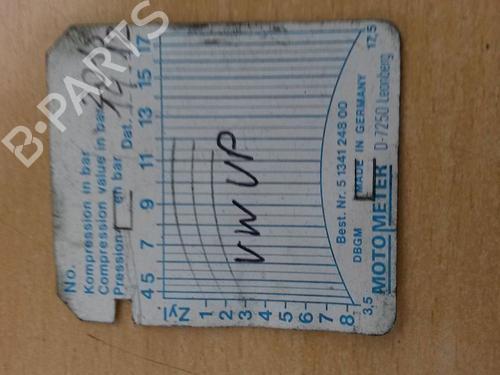 No.
Kompression in bar
Compression value in bar
Pression en bar
Dat.
4 5 7 9 11 13 15 17
Zyl.
1
2
3
4
5
6
7
8
3,5
17,5
VW UP
Best. Nr. 5 1341 248 00
DBGM MADE IN GERMANY
MOTOMETER D-7250 Leonberg
B-PARTS